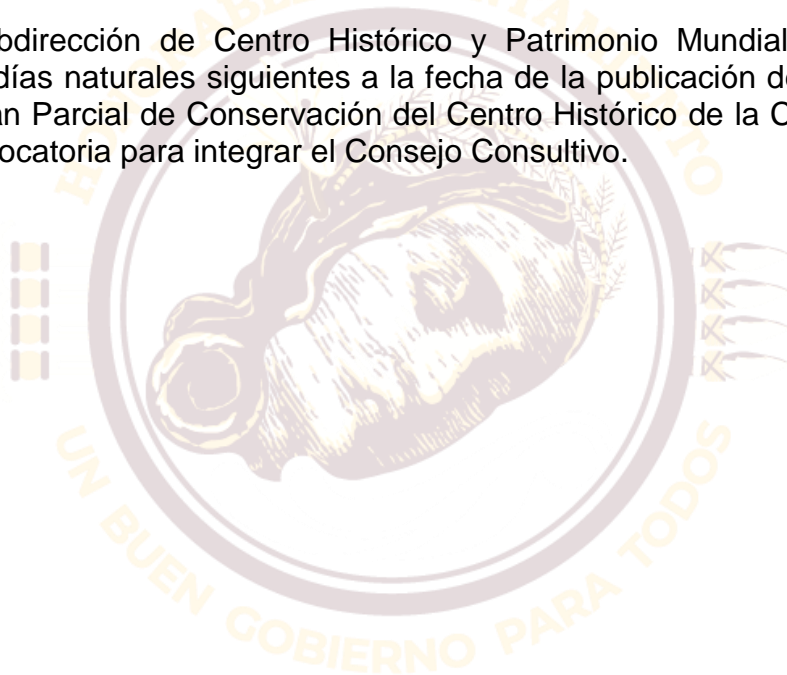 bdirección de Centro Histórico y Patrimonio Mundial
días naturales siguientes a la fecha de la publicación d
an Parcial de Conservación del Centro Histórico de la C
ocatoria para integrar el Consejo Consultivo.
UN BUEN GOBIERNO PARA TODOS